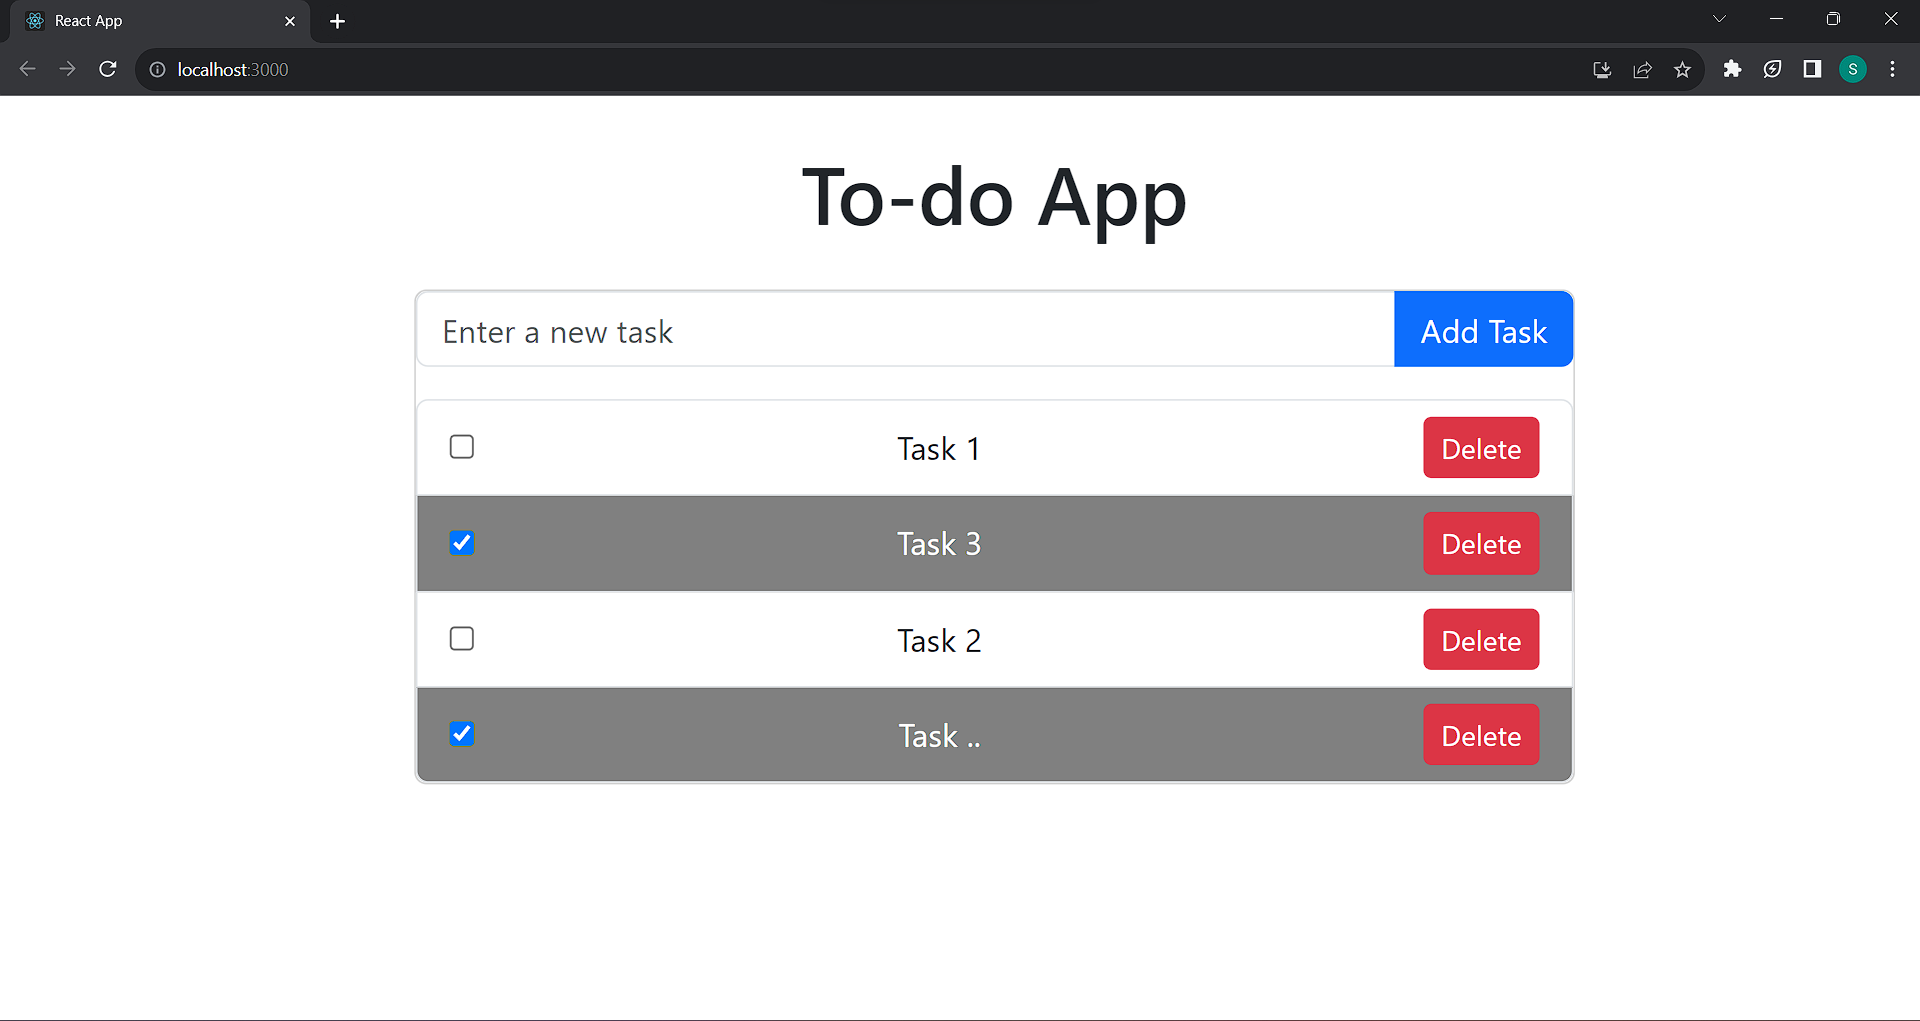 React App
localhost:3000
S
To-do App
Enter a new task Add Task
Task 1 Delete
Task 3 Delete
Task 2 Delete
Task .. Delete